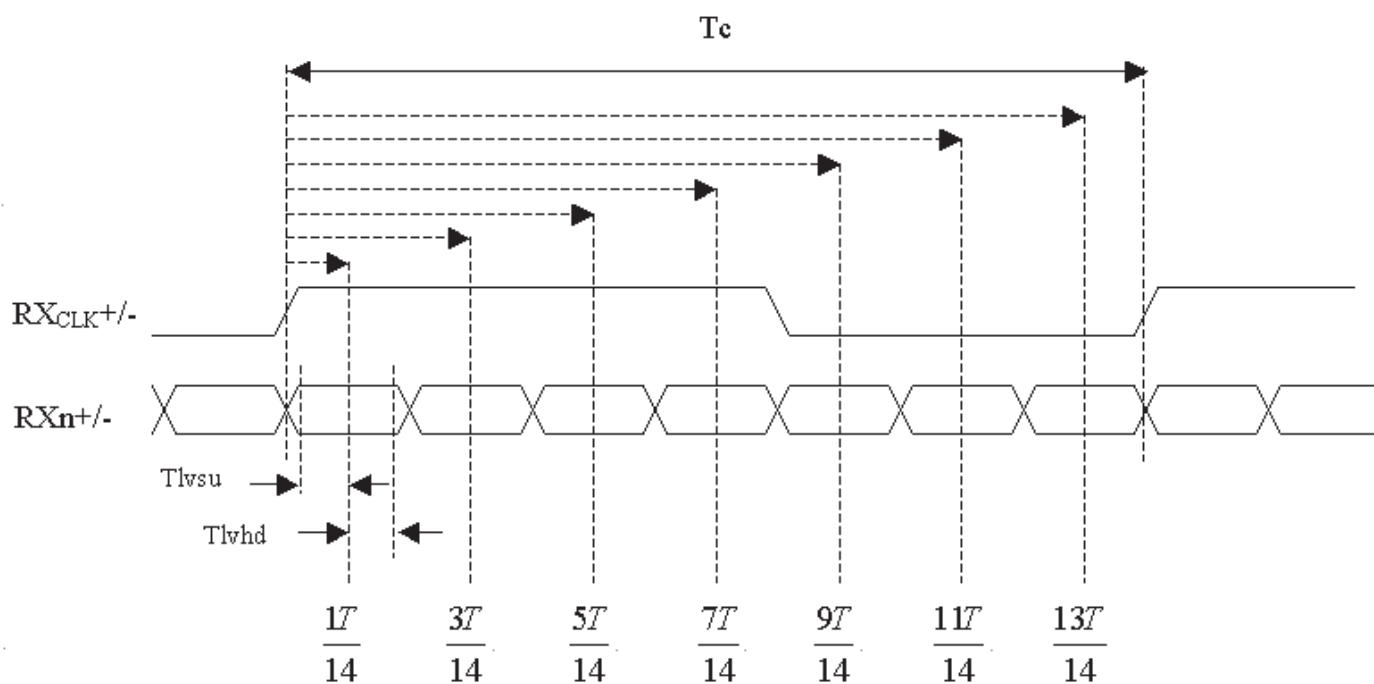 Tc
RXCLK+/-
RXn+/-
Tlvsu
Tlvhd
1T 3T 5T 7T 9T 11T 13T
14 14 14 14 14 14 14